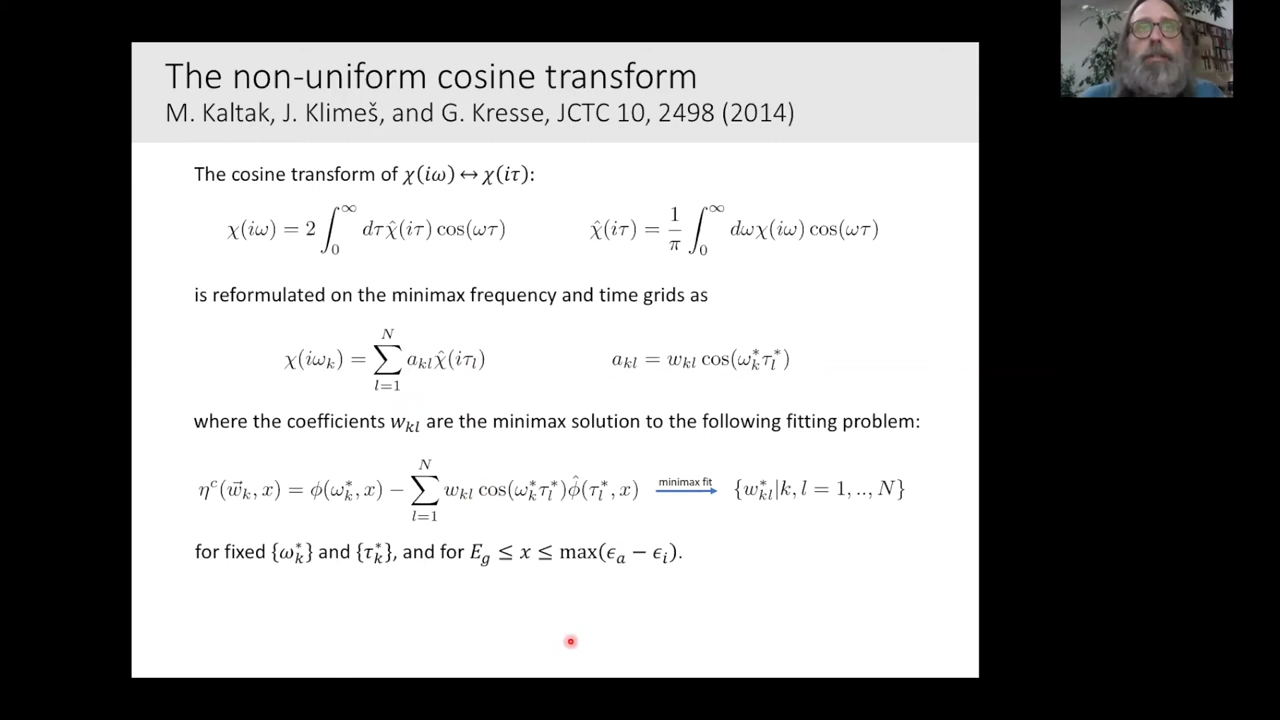 The non-uniform cosine transform
M. Kaltak, J. Klimeš, and G. Kresse, JCTC 10, 2498 (2014)
The cosine transform of χ(iω) ↔ χ(iτ):
χ(iω) = 2 ∫₀^∞ dτ χ̂(iτ) cos(ωτ)    χ̂(iτ) = 1/π ∫₀^∞ dω χ(iω) cos(ωτ)
is reformulated on the minimax frequency and time grids as
χ(iω_k) = ∑_{l=1}^{N} a_{kl} χ̂(iτ_l)    a_{kl} = w_{kl} cos(ω_k^* τ_l^*)
where the coefficients w_{kl} are the minimax solution to the following fitting problem:
η^c(w⃗_k, x) = ϕ(ω_k^*, x) − ∑_{l=1}^{N} w_{kl} cos(ω_k^* τ_l^*) ϕ̂(τ_l^*, x) minimax fit → {w_{kl}^* | k, l = 1, .., N}
for fixed {ω_k^*} and {τ_k^*}, and for E_g ≤ x ≤ max(ϵ_a − ϵ_i).